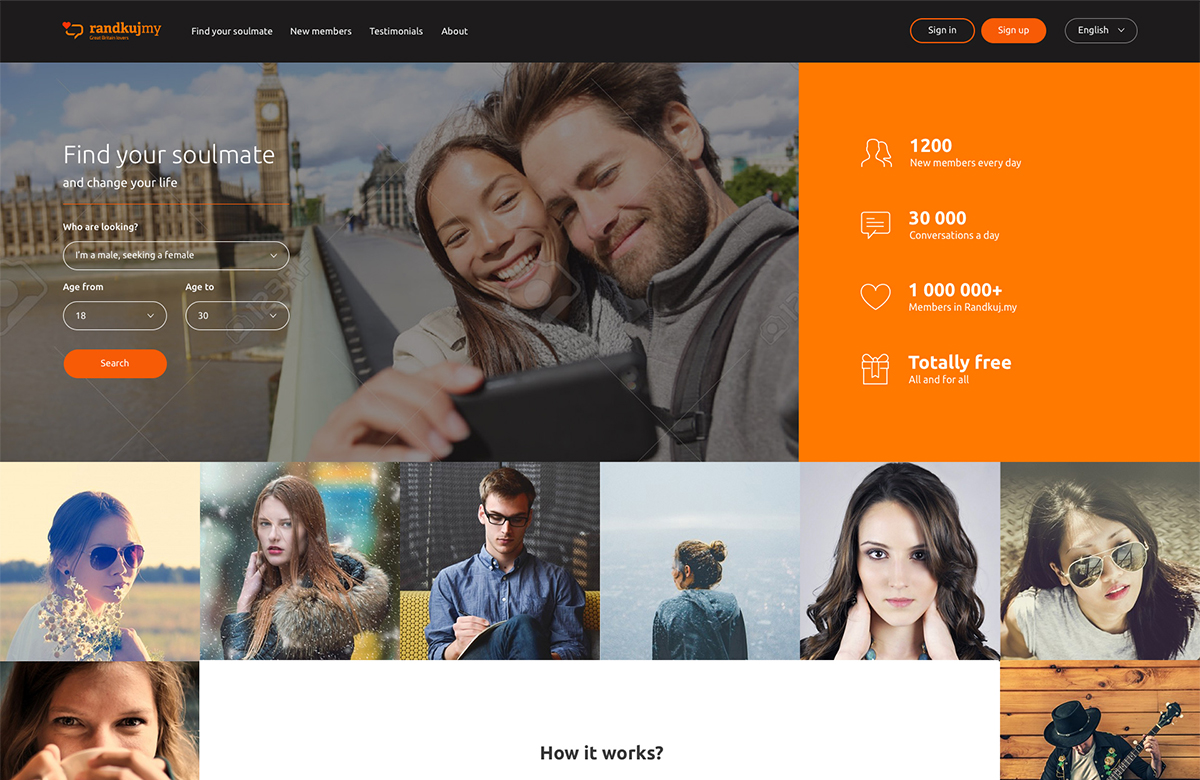 randkujmy
Great Britain lovers
Find your soulmate
New members
Testimonials
About
Sign in
Sign up
English
Find your soulmate
and change your life
Who are looking?
I'm a male, seeking a female
Age from
Age to
18
30
Search
1200
New members every day
30 000
Conversations a day
1 000 000+
Members in Randkuj.my
Totally free
All and for all
How it works?